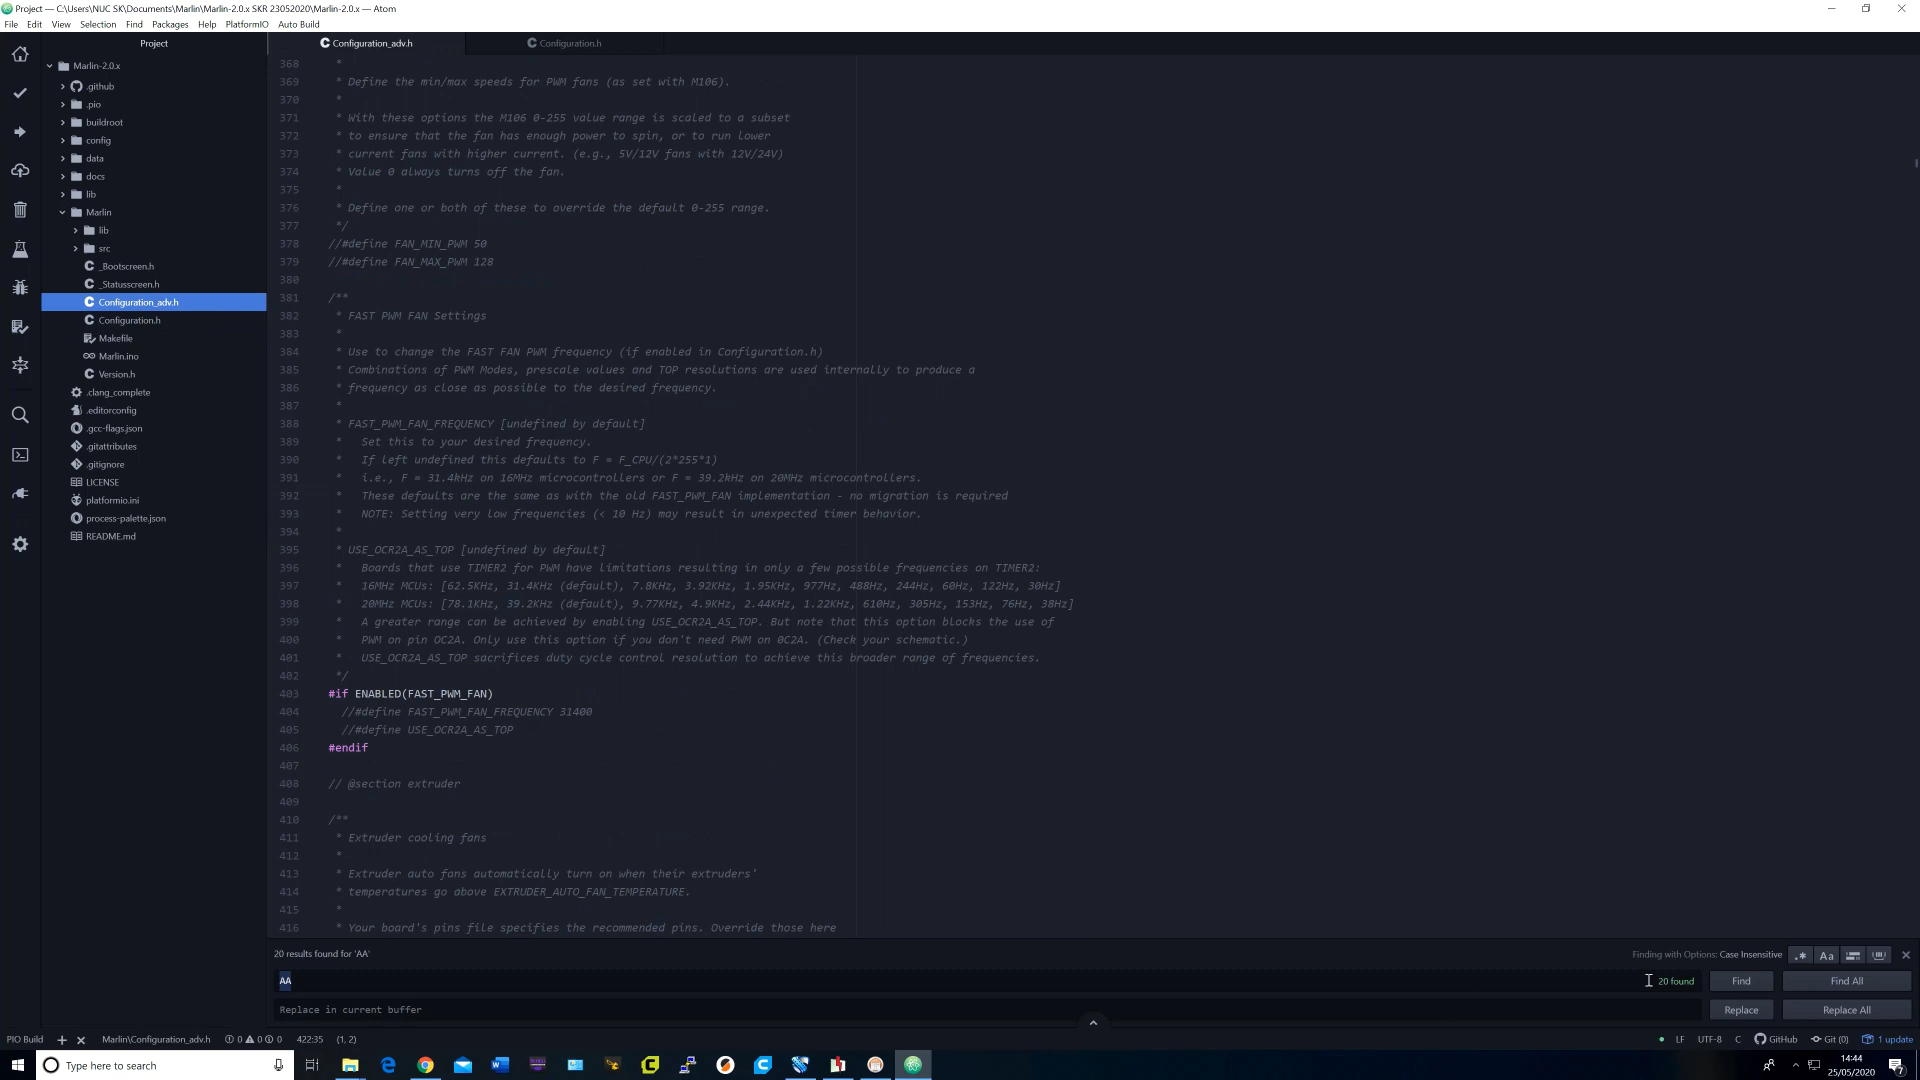 Project — C:\Users\NUC SK\Documents\Marlin\Marlin-2.0.x SKR 23052020\Marlin-2.0.x — Atom
File Edit View Selection Find Packages Help PlatformIO Auto Build
Project
Configuration_adv.h
Configuration.h
Marlin-2.0.x
.github
.pio
buildroot
config
data
docs
lib
Marlin
lib
src
_Bootscreen.h
_Statusscreen.h
Configuration_adv.h
Configuration.h
Makefile
Marlin.ino
Version.h
.clang_complete
.editorconfig
.gcc-flags.json
.gitattributes
.gitignore
LICENSE
platformio.ini
process-palette.json
README.md
368 *
369 * Define the min/max speeds for PWM fans (as set with M106).
370 *
371 * With these options the M106 0-255 value range is scaled to a subset
372 * to ensure that the fan has enough power to spin, or to run lower
373 * current fans with higher current. (e.g., 5V/12V fans with 12V/24V)
374 * Value 0 always turns off the fan.
375 *
376 * Define one or both of these to override the default 0-255 range.
377 */
378 //#define FAN_MIN_PWM 50
379 //#define FAN_MAX_PWM 128
380
381 /**
382 * FAST PWM FAN Settings
383 *
384 * Use to change the FAST FAN PWM frequency (if enabled in Configuration.h)
385 * Combinations of PWM Modes, prescale values and TOP resolutions are used internally to produce a
386 * frequency as close as possible to the desired frequency.
387 *
388 * FAST_PWM_FAN_FREQUENCY [undefined by default]
389 * Set this to your desired frequency.
390 * If left undefined this defaults to F = F_CPU/(2*255*1)
391 * i.e., F = 31.4kHz on 16MHz microcontrollers or F = 39.2kHz on 20MHz microcontrollers.
392 * These defaults are the same as with the old FAST_PWM_FAN implementation - no migration is required
393 * NOTE: Setting very low frequencies (< 10 Hz) may result in unexpected timer behavior.
394 *
395 * USE_OCR2A_AS_TOP [undefined by default]
396 * Boards that use TIMER2 for PWM have limitations resulting in only a few possible frequencies on TIMER2:
397 * 16MHz MCUs: [62.5KHz, 31.4KHz (default), 7.8KHz, 3.92KHz, 1.95KHz, 977Hz, 488Hz, 244Hz, 60Hz, 122Hz, 30Hz]
398 * 20MHz MCUs: [78.1KHz, 39.2KHz (default), 9.77KHz, 4.9KHz, 2.44KHz, 1.22KHz, 610Hz, 305Hz, 153Hz, 76Hz, 38Hz]
399 * A greater range can be achieved by enabling USE_OCR2A_AS_TOP. But note that this option blocks the use of
400 * PWM on pin OC2A. Only use this option if you don't need PWM on 0C2A. (Check your schematic.)
401 * USE_OCR2A_AS_TOP sacrifices duty cycle control resolution to achieve this broader range of frequencies.
402 */
403 #if ENABLED(FAST_PWM_FAN)
404 //#define FAST_PWM_FAN_FREQUENCY 31400
405 //#define USE_OCR2A_AS_TOP
406 #endif
407
408 // @section extruder
409
410 /**
411 * Extruder cooling fans
412 *
413 * Extruder auto fans automatically turn on when their extruders'
414 * temperatures go above EXTRUDER_AUTO_FAN_TEMPERATURE.
415 *
416 * Your board's pins file specifies the recommended pins. Override those here
20 results found for 'AA'
Finding with Options: Case Insensitive
.* Aa
AA
20 found
Find
Find All
Replace in current buffer
Replace
Replace All
PIO Build
Marlin\Configuration_adv.h 0 0 0 422:35 (1, 2)
LF UTF-8 C GitHub Git (0) 1 update
Type here to search
14:44
25/05/2020
7